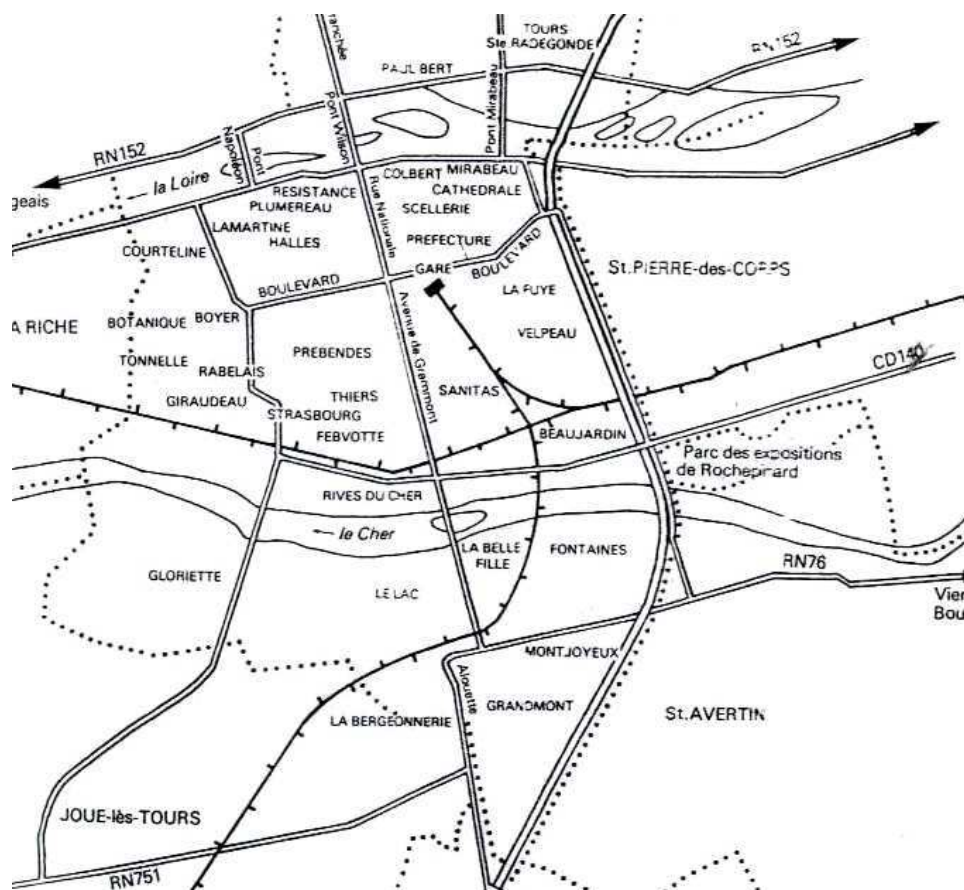 TOURS
Ste. RADEGONDE
RN152
PAUL BERT
Pont Mirabeau
Pont Wilson
Napoléon
Pont
RN152
la Loire
RESISTANCE
PLUMEREAU
COLBERT
MIRABEAU
CATHEDRALE
SCELLERIE
LAMARTINE
HALLES
Rue Nationale
PREFECTURE
COURTELINE
BOULEVARD
GARE
BOULEVARD
St. PIERRE-des-CORPS
LA FUYE
BOTANIQUE
BOYER
VELPEAU
A RICHE
PREBENDES
Avenue de Grammont
TONNELLE
RABELAIS
CD140
THIERS
SANITAS
GIRAUDEAU
STRASBOURG
FEBVOTTE
BEAUJARDIN
Parc des expositions
de Rochepinard
RIVES DU CHER
le Cher
LA BELLE
FILLE
FONTAINES
GLORIETTE
LE LAC
RN76
Vier
Bou
MONTJOYEUX
Alouette
GRANDMONT
LA BERGEONNERIE
St. AVERTIN
JOUE-lès-TOURS
RN751